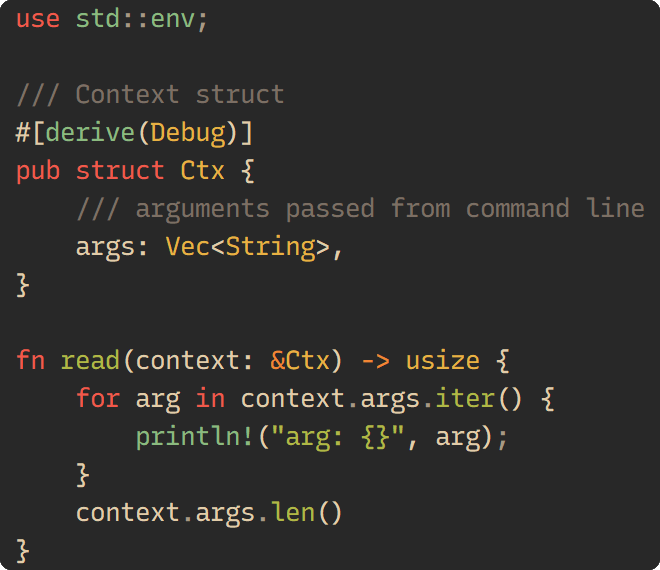 use std::env;

/// Context struct
#[derive(Debug)]
pub struct Ctx {
    /// arguments passed from command line
    args: Vec<String>,
}

fn read(context: &Ctx) -> usize {
    for arg in context.args.iter() {
        println!("arg: {}", arg);
    }
    context.args.len()
}